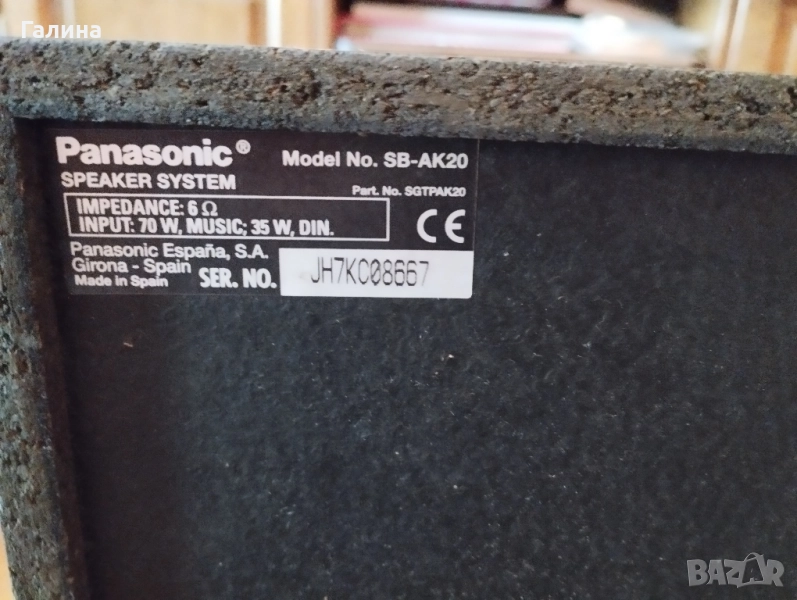 Галина
Panasonic® Model No. SB-AK20
SPEAKER SYSTEM Part. No. SGTPAK20
IMPEDANCE: 6 Ω
INPUT: 70 W, MUSIC; 35 W, DIN.
CE
Panasonic España, S.A.
Girona - Spain
Made in Spain SER. NO. JH7KC08667
BAZAR